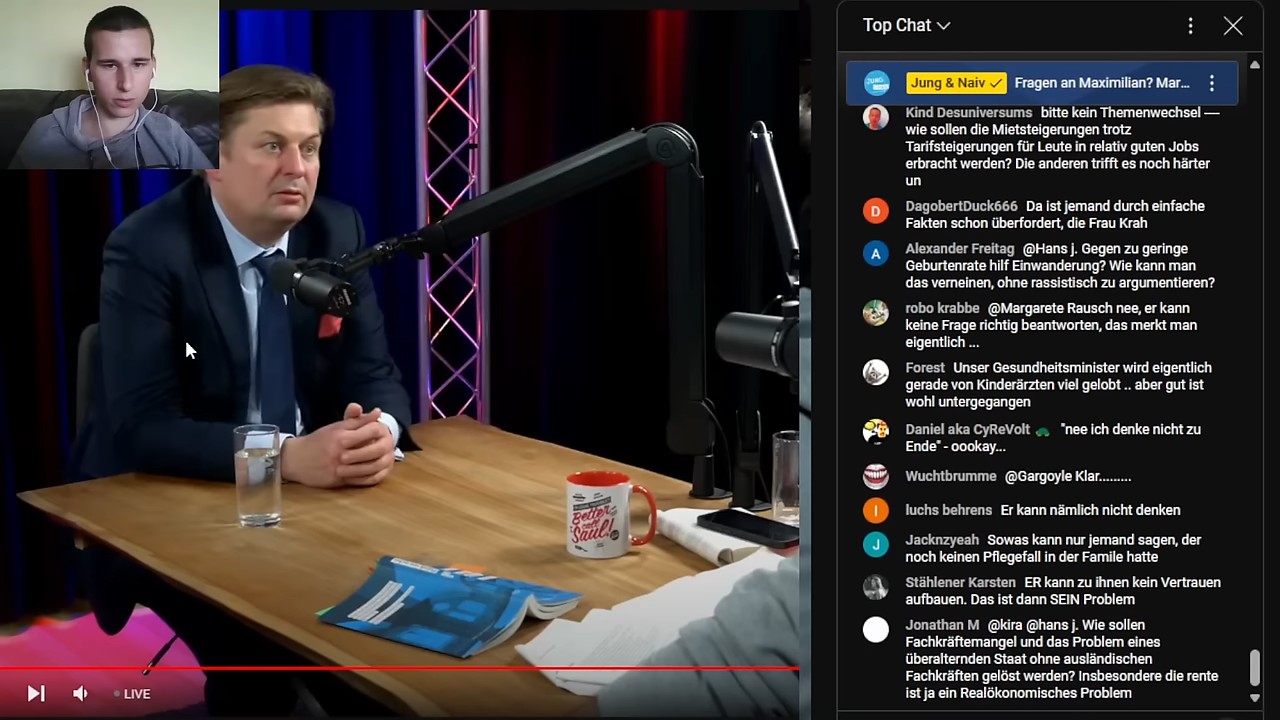 Top Chat
Jung & Naiv
Fragen an Maximilian? Mar...
Kind Desuniversums bitte kein Themenwechsel —
wie sollen die Mietsteigerungen trotz
Tarifsteigerungen für Leute in relativ guten Jobs
erbracht werden? Die anderen trifft es noch härter
un
D
DagobertDuck666 Da ist jemand durch einfache
Fakten schon überfordert, die Frau Krah
A
Alexander Freitag @Hans j. Gegen zu geringe
Geburtenrate hilf Einwanderung? Wie kann man
das verneinen, ohne rassistisch zu argumentieren?
robo krabbe @Margarete Rausch nee, er kann
keine Frage richtig beantworten, das merkt man
eigentlich ...
Forest Unser Gesundheitsminister wird eigentlich
gerade von Kinderärzten viel gelobt .. aber gut ist
wohl untergegangen
Daniel aka CyReVolt "nee ich denke nicht zu
Ende" - oookay...
Wuchtbrumme @Gargoyle Klar.........
l
luchs behrens Er kann nämlich nicht denken
J
Jacknzyeah Sowas kann nur jemand sagen, der
noch keinen Pflegefall in der Famile hatte
Stählener Karsten ER kann zu ihnen kein Vertrauen
aufbauen. Das ist dann SEIN Problem
Jonathan M @kira @hans j. Wie sollen
Fachkräftemangel und das Problem eines
überalternden Staat ohne ausländischen
Fachkräften gelöst werden? Insbesondere die rente
ist ja ein Realökonomisches Problem
Better
Saul!
LIVE